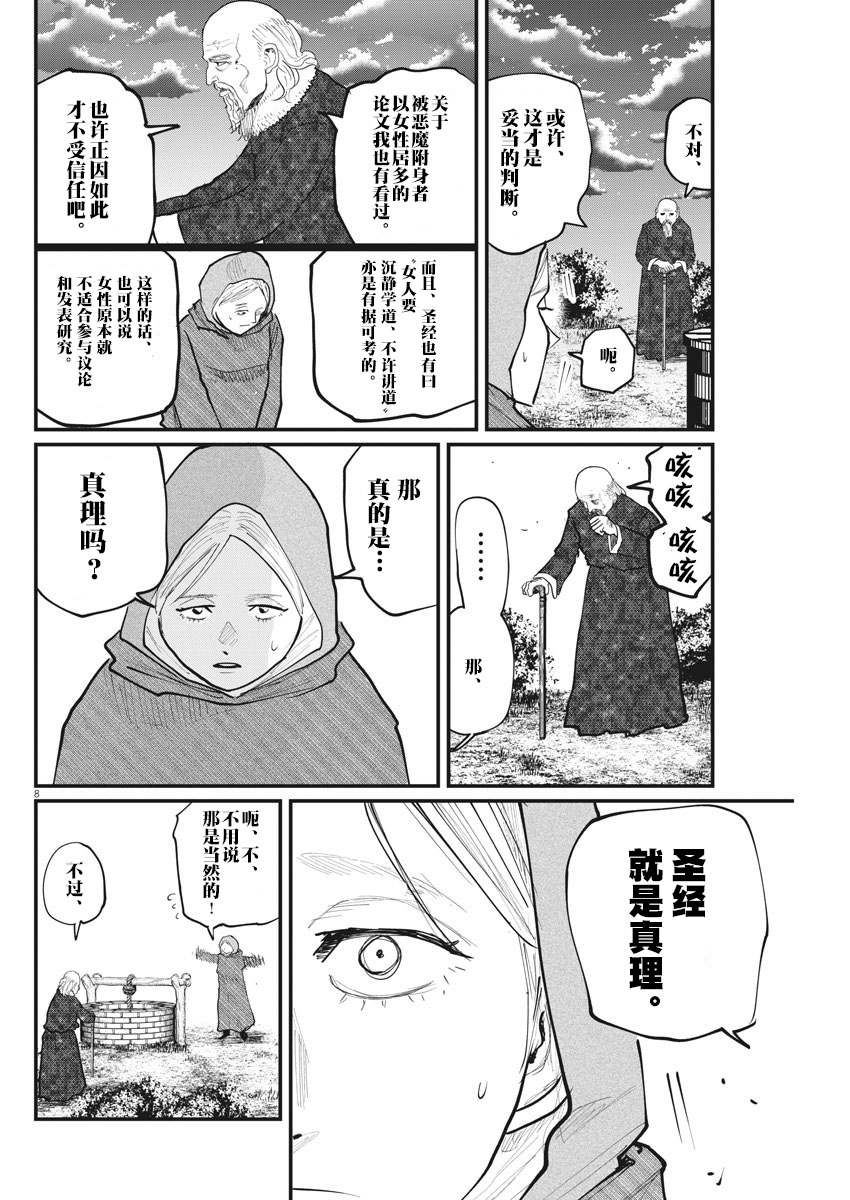 不对、
或许、
这才是
妥当的判断。
呃。
关于
被恶魔附身者
以女性居多的
论文我也有看过。
也许正因如此
才不受信任吧。
而且、圣经也有曰
“女人要
沉静学道、不许讲道”
亦是有据可考的。
这样的话、
也可以说
女性原本就
不适合参与议论
和发表研究。
咳咳
咳咳
……
那、
那
真的是…
真理吗？
圣经
就是真理。
呃、不、
不用说
那是当然的！
不过、
8